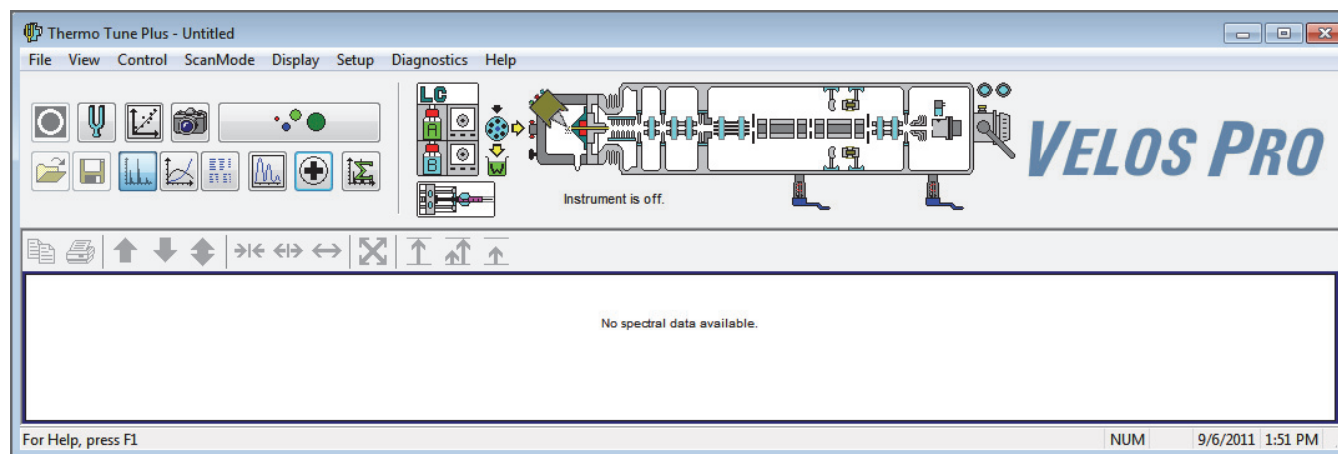 Thermo Tune Plus - Untitled
File View Control ScanMode Display Setup Diagnostics Help
LC
A
B
W
Instrument is off.
VELOS PRO
No spectral data available.
For Help, press F1
NUM
9/6/2011 1:51 PM